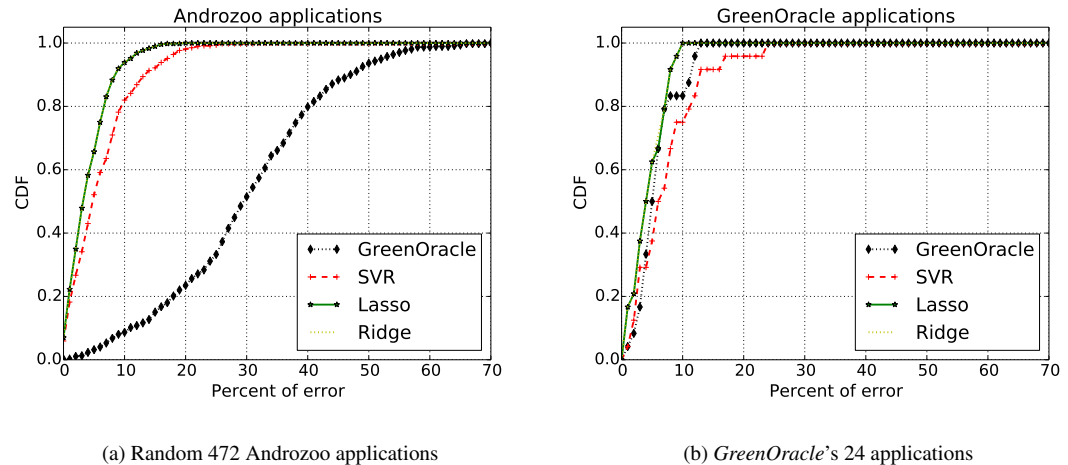 Androzoo applications
1.0
0.8
0.6
0.4
0.2
0.0
CDF
GreenOracle
SVR
Lasso
Ridge
0 10 20 30 40 50 60 70
Percent of error
(a) Random 472 Androzoo applications
GreenOracle applications
1.0
0.8
0.6
0.4
0.2
0.0
CDF
GreenOracle
SVR
Lasso
Ridge
0 10 20 30 40 50 60 70
Percent of error
(b) GreenOracle's 24 applications